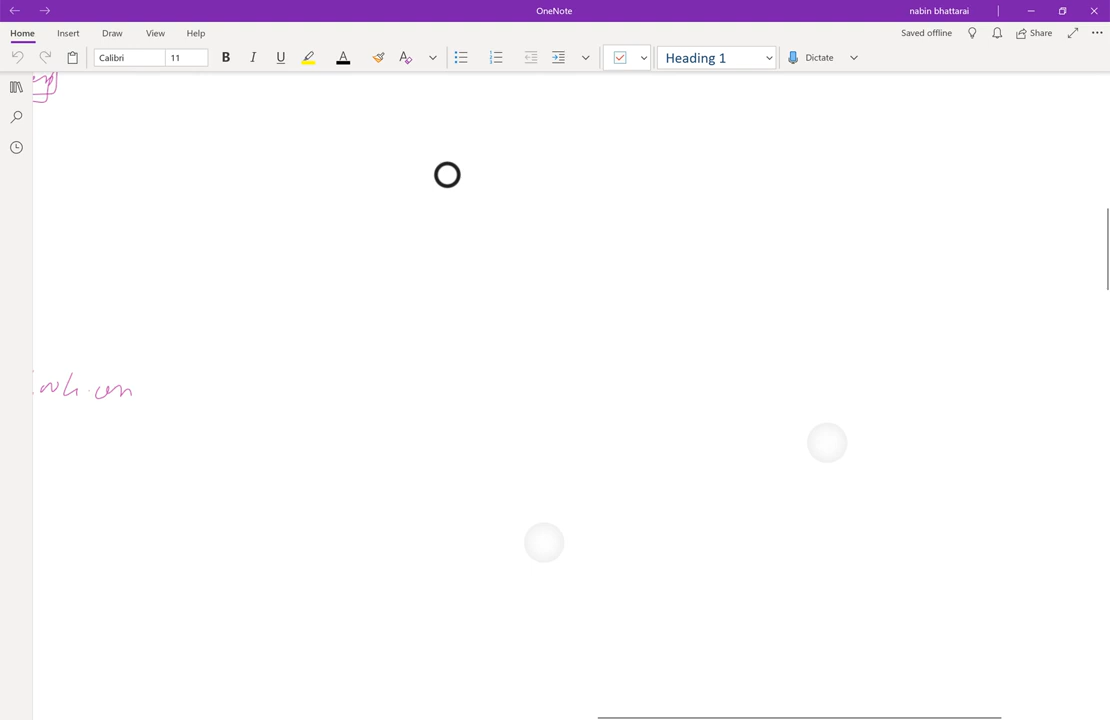 OneNote
nabin bhattarai
Home Insert Draw View Help
Saved offline
Share
Calibri 11 B I U A A Heading 1 Dictate